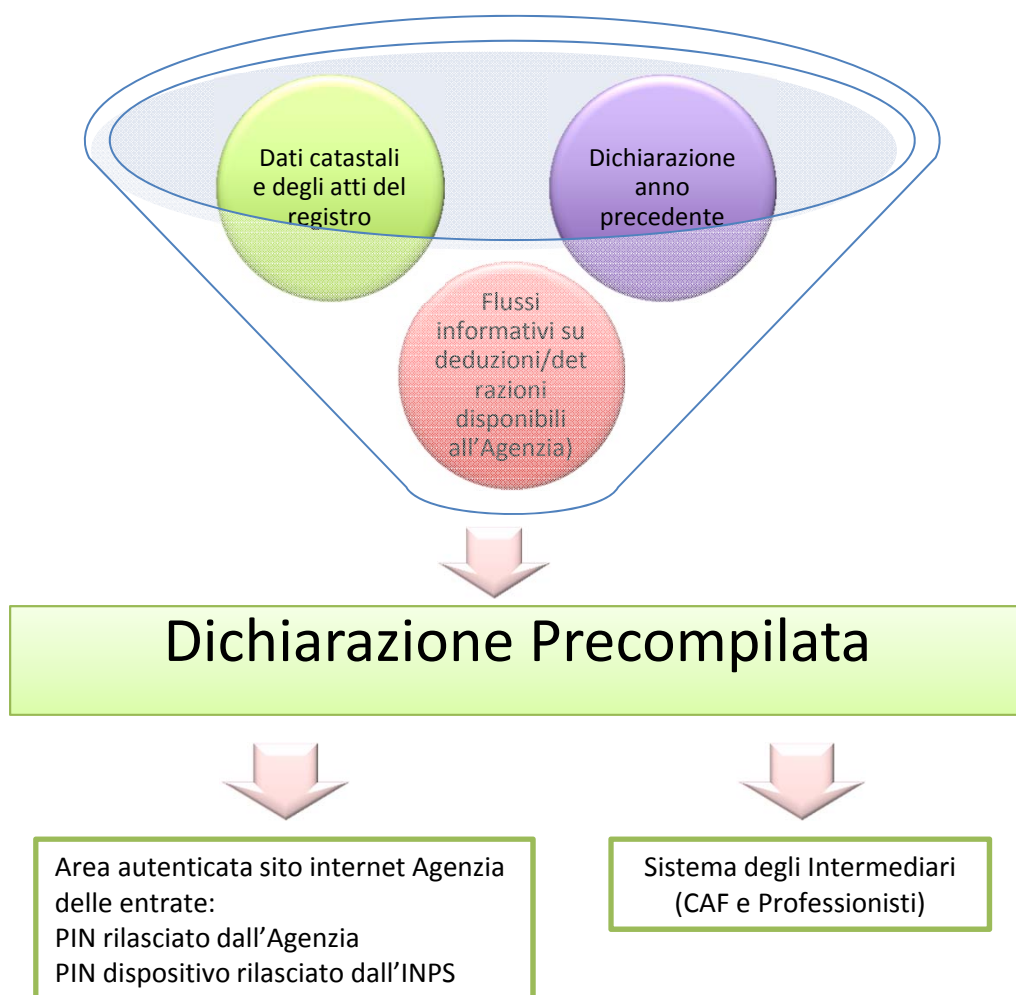 Dati catastali
e degli atti del
registro
Dichiarazione
anno
precedente
Flussi
informativi su
deduzioni/det
razioni
disponibili
all’Agenzia)
Dichiarazione Precompilata
Area autenticata sito internet Agenzia
delle entrate:
PIN rilasciato dall’Agenzia
PIN dispositivo rilasciato dall’INPS
Sistema degli Intermediari
(CAF e Professionisti)